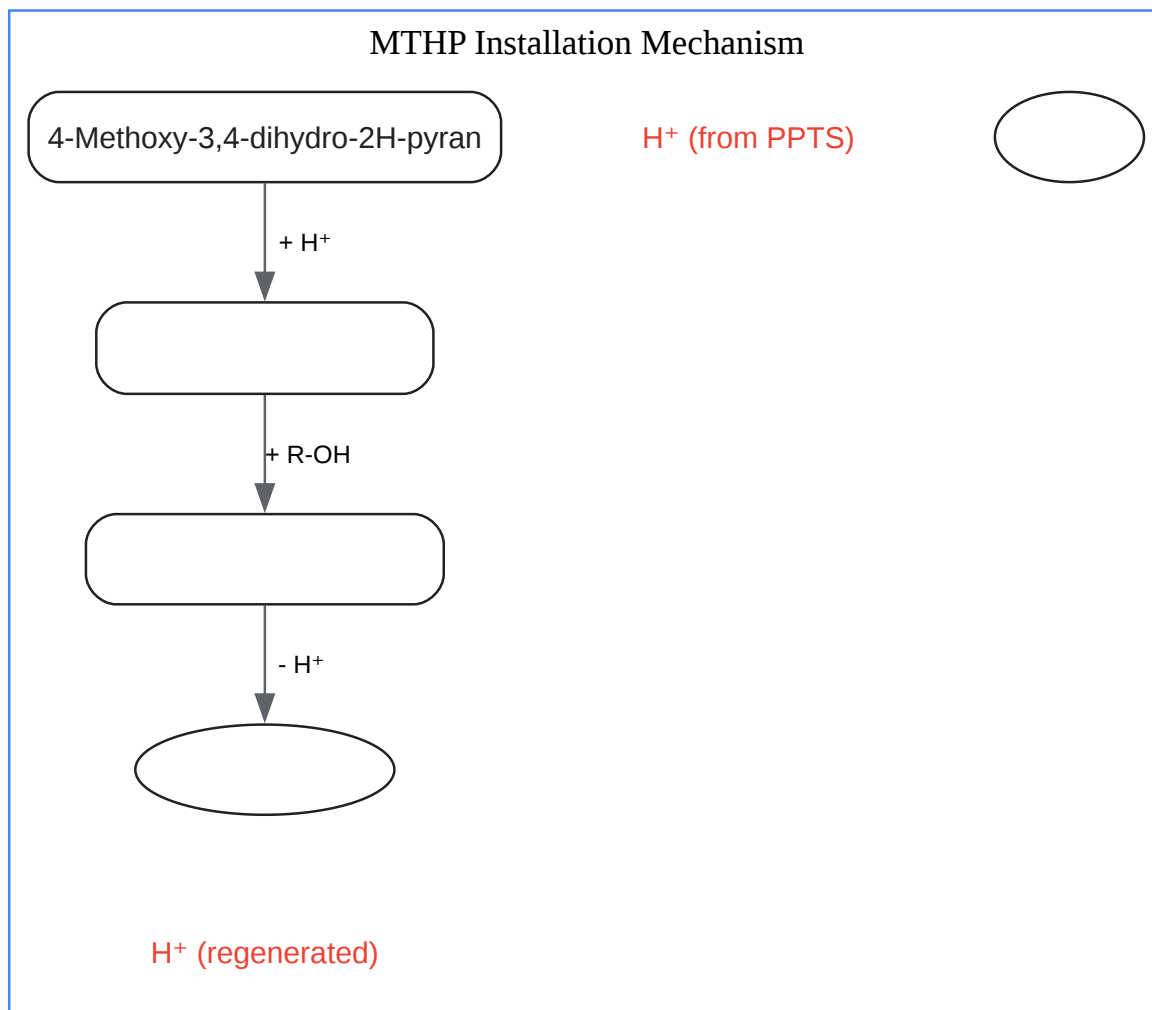 MTHP Installation Mechanism
4-Methoxy-3,4-dihydro-2H-pyran
H⁺ (from PPTS)
+ H⁺
+ R-OH
- H⁺
H⁺ (regenerated)